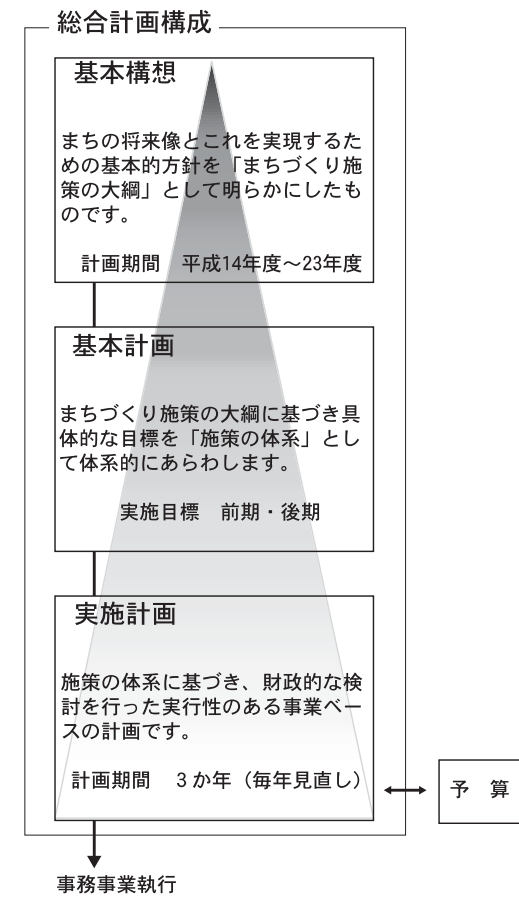 総合計画構成
基本構想
まちの将来像とこれを実現するた
めの基本的方針を「まちづくり施
策の大綱」として明らかにしたも
のです。
計画期間　平成14年度～23年度
基本計画
まちづくり施策の大綱に基づき具
体的な目標を「施策の体系」とし
て体系的にあらわします。
実施目標　前期・後期
実施計画
施策の体系に基づき、財政的な検
討を行った実行性のある事業ベー
スの計画です。
計画期間　３か年（毎年見直し）
予　算
事務事業執行